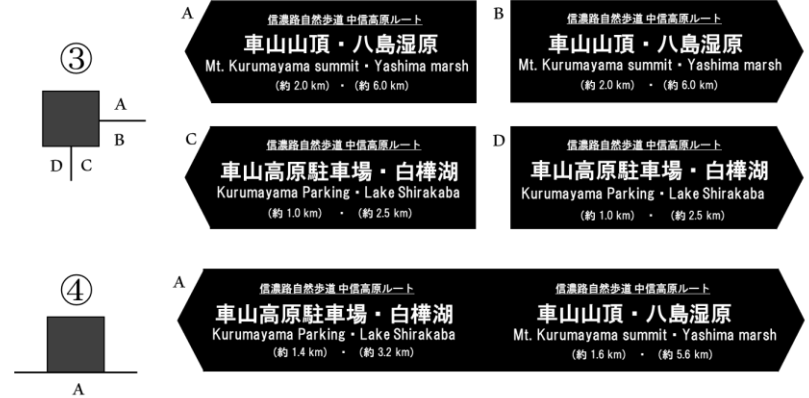 ③
A
B
D C
A
信濃路自然歩道 中信高原ルート
車山山頂・八島湿原
Mt. Kurumayama summit・Yashima marsh
(約 2.0 km) ・ (約 6.0 km)
B
信濃路自然歩道 中信高原ルート
車山山頂・八島湿原
Mt. Kurumayama summit・Yashima marsh
(約 2.0 km) ・ (約 6.0 km)
C
信濃路自然歩道 中信高原ルート
車山高原駐車場・白樺湖
Kurumayama Parking・Lake Shirakaba
(約 1.0 km) ・ (約 2.5 km)
D
信濃路自然歩道 中信高原ルート
車山高原駐車場・白樺湖
Kurumayama Parking・Lake Shirakaba
(約 1.0 km) ・ (約 2.5 km)
④
A
A
信濃路自然歩道 中信高原ルート
車山高原駐車場・白樺湖
Kurumayama Parking・Lake Shirakaba
(約 1.4 km) ・ (約 3.2 km)
信濃路自然歩道 中信高原ルート
車山山頂・八島湿原
Mt. Kurumayama summit・Yashima marsh
(約 1.6 km) ・ (約 5.6 km)